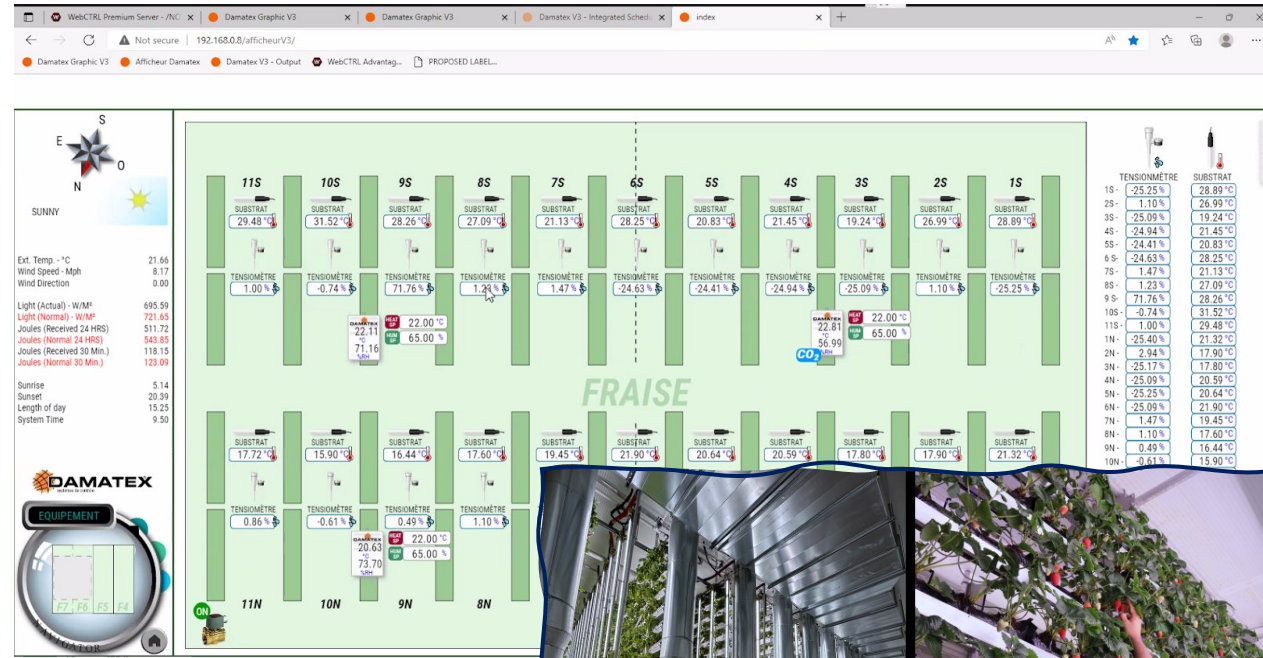 WebCTRL Premium Server - /NC
Damatex Graphic V3
Damatex Graphic V3
Damatex V3 - Integrated Schedu
index
Not secure | 192.168.0.8/afficheurV3/
Damatex Graphic V3
Afficheur Damatex
Damatex V3 - Output
WebCTRL Advantag...
PROPOSED LABEL...
S
E
O
N
SUNNY
Ext. Temp. - °C 21.66
Wind Speed - Mph 8.17
Wind Direction 0.00
Light (Actual) - W/M² 695.59
Light (Normal) - W/M² 721.65
Joules (Received 24 HRS) 511.72
Joules (Normal 24 HRS) 543.85
Joules (Received 30 Min.) 118.15
Joules (Normal 30 Min.) 123.09
Sunrise 5.14
Sunset 20.39
Length of day 15.25
System Time 9.50
DAMATEX
EQUIPEMENT
F7 F6 F5 F4
NAVIGATOR
11S 10S 9S 8S 7S 6S 5S 4S 3S 2S 1S
SUBSTRAT SUBSTRAT SUBSTRAT SUBSTRAT SUBSTRAT SUBSTRAT SUBSTRAT SUBSTRAT SUBSTRAT SUBSTRAT SUBSTRAT
29.48 °C 31.52 °C 28.26 °C 27.09 °C 21.13 °C 28.25 °C 20.83 °C 21.45 °C 19.24 °C 26.99 °C 28.89 °C
TENSIOMÈTRE TENSIOMÈTRE TENSIOMÈTRE TENSIOMÈTRE TENSIOMÈTRE TENSIOMÈTRE TENSIOMÈTRE TENSIOMÈTRE TENSIOMÈTRE TENSIOMÈTRE TENSIOMÈTRE
1.00 % -0.74 % 71.76 % 1.23 % 1.47 % -24.63 % -24.41 % -24.94 % -25.09 % 1.10 % -25.25 %
DAMATEX
22.11
°C
71.16
%RH
HEAT SP 22.00 °C
HUM SP 65.00 %
DAMATEX
22.81
°C
56.99
%RH
CO2
HEAT SP 22.00 °C
HUM SP 65.00 %
FRAISE
SUBSTRAT SUBSTRAT SUBSTRAT SUBSTRAT SUBSTRAT SUBSTRAT SUBSTRAT SUBSTRAT SUBSTRAT SUBSTRAT SUBSTRAT
17.72 °C 15.90 °C 16.44 °C 17.60 °C 19.45 °C 21.90 °C 20.64 °C 20.59 °C 17.80 °C 17.90 °C 21.32 °C
TENSIOMÈTRE TENSIOMÈTRE TENSIOMÈTRE TENSIOMÈTRE
0.86 % -0.61 % 0.49 % 1.10 %
DAMATEX
20.63
°C
73.70
%RH
HEAT SP 22.00 °C
HUM SP 65.00 %
ON
11N 10N 9N 8N
TENSIONMÈTRE SUBSTRAT
1S - -25.25 % 28.89 °C
2S - 1.10 % 26.99 °C
3S - -25.09 % 19.24 °C
4S - -24.94 % 21.45 °C
5S - -24.41 % 20.83 °C
6 S- -24.63 % 28.25 °C
7S - 1.47 % 21.13 °C
8S - 1.23 % 27.09 °C
9 S- 71.76 % 28.26 °C
10S - -0.74 % 31.52 °C
11S - 1.00 % 29.48 °C
1N - -25.40 % 21.32 °C
2N - 2.94 % 17.90 °C
3N - -25.17 % 17.80 °C
4N - -25.09 % 20.59 °C
5N - -25.25 % 20.64 °C
6N - -25.09 % 21.90 °C
7N - 1.47 % 19.45 °C
8N - 1.10 % 17.60 °C
9N - 0.49 % 16.44 °C
10N - -0.61 % 15.90 °C